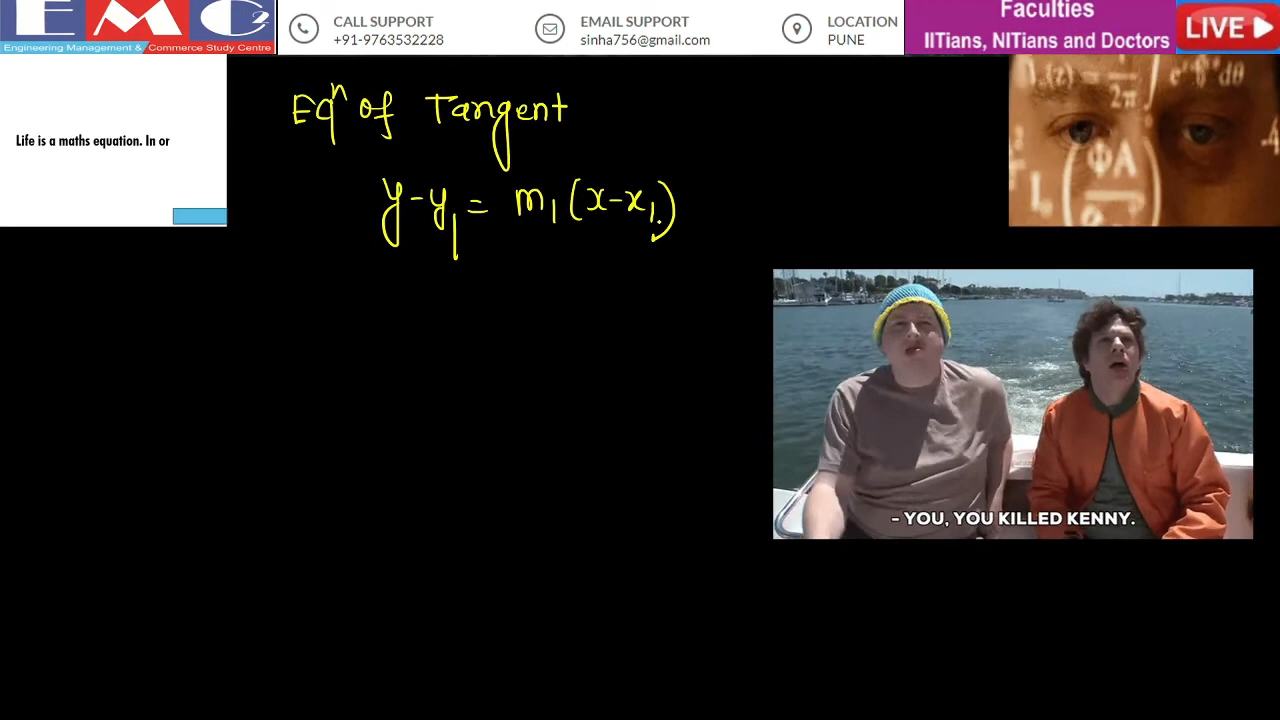 EMC2
Engineering Management & Commerce Study Centre
CALL SUPPORT
+91-9763532228
EMAIL SUPPORT
sinha756@gmail.com
LOCATION
PUNE
Faculties
IITians, NITians and Doctors
LIVE
Life is a maths equation. In or
Eqⁿ of Tangent
y-y₁ = m₁(x-x₁)
- YOU, YOU KILLED KENNY.